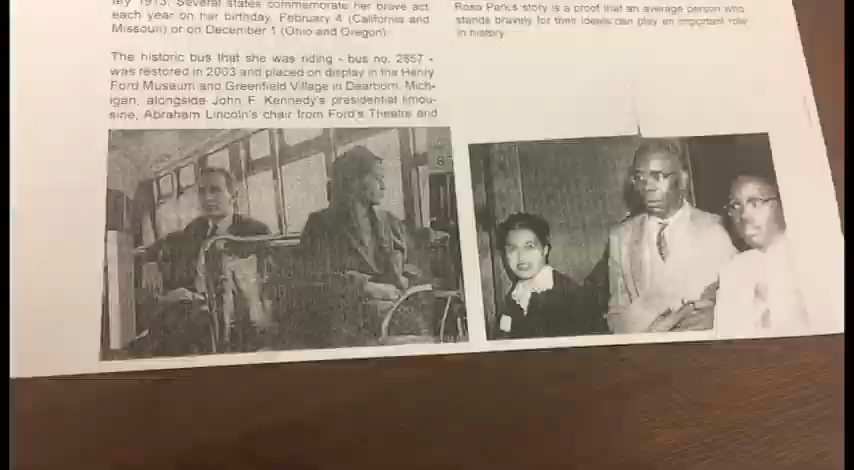 ary 1913. Several states commemorate her brave act
each year on her birthday, February 4 (California and
Missouri) or on December 1 (Ohio and Oregon).
The historic bus that she was riding - bus no. 2857 -
was restored in 2003 and placed on display in the Henry
Ford Museum and Greenfield Village in Dearborn, Mich-
igan, alongside John F. Kennedy's presidential limou-
sine, Abraham Lincoln's chair from Ford's Theatre and
Rosa Parks story is a proof that an average person who
stands bravely for their ideals can play an important role
in history.
6